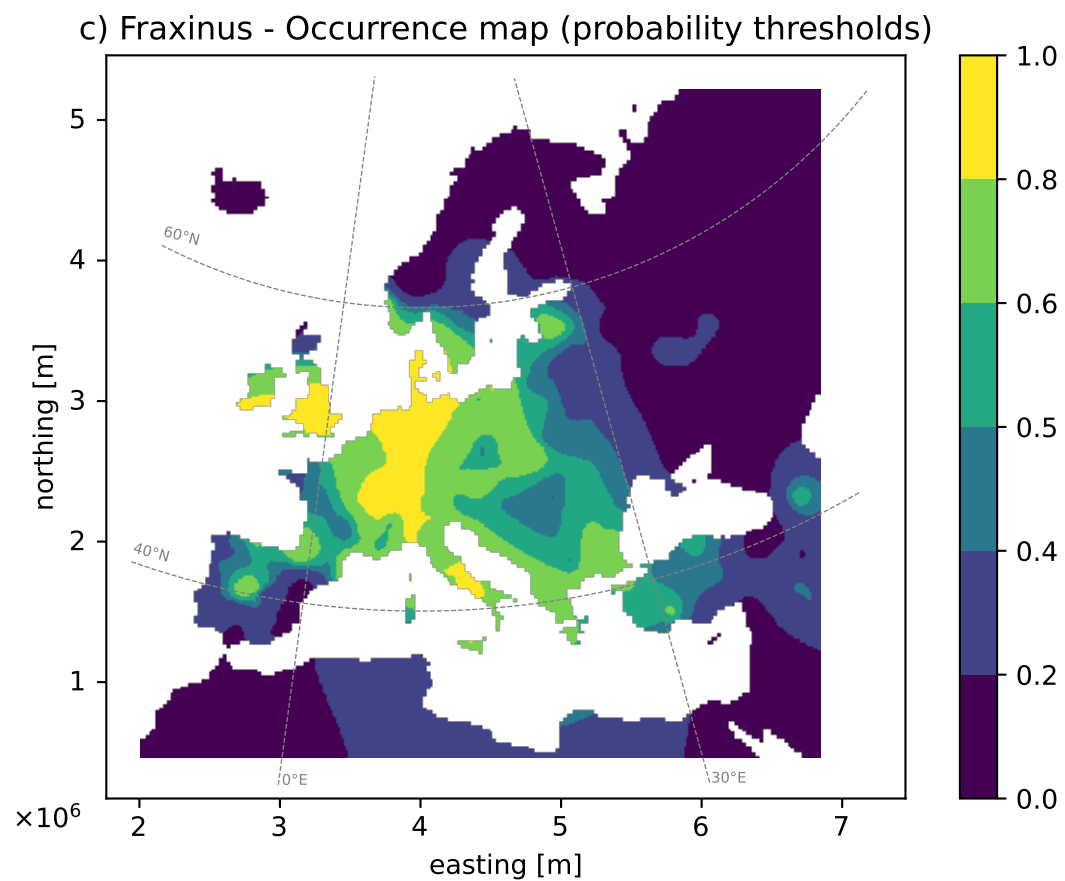 c) Fraxinus - Occurrence map (probability thresholds)
1.0
0.8
0.6
0.5
0.4
0.2
0.0
5
4
3
2
1
northing [m]
60°N
40°N
0°E
30°E
×10⁶
2 3 4 5 6 7
easting [m]